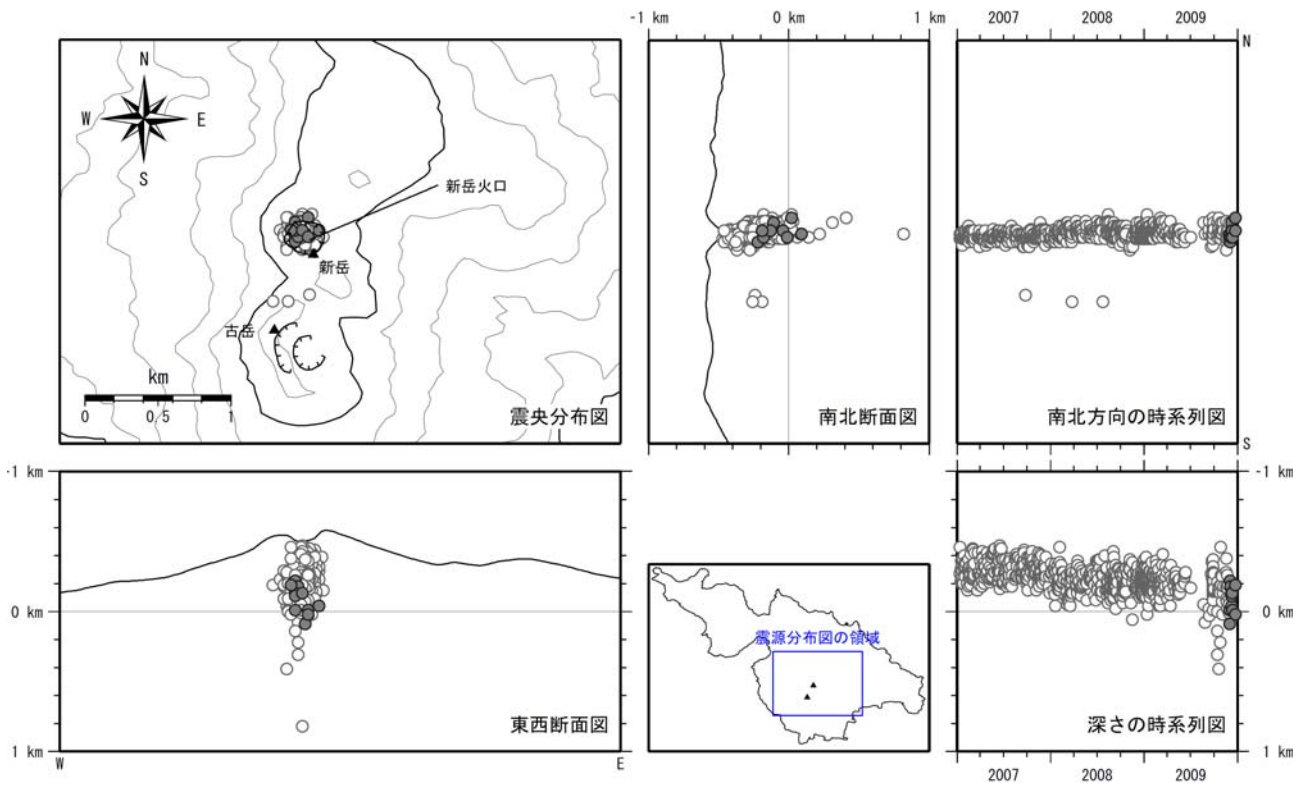 -1 km 0 km 1 km
2007 2008 2009
N
W E
S
新岳火口
新岳
古岳
km
0 0.5 1
震央分布図
南北断面図
N
南北方向の時系列図
S
-1 km
0 km
1 km
東西断面図
W E
震源分布図の領域
-1 km
0 km
1 km
深さの時系列図
2007 2008 2009